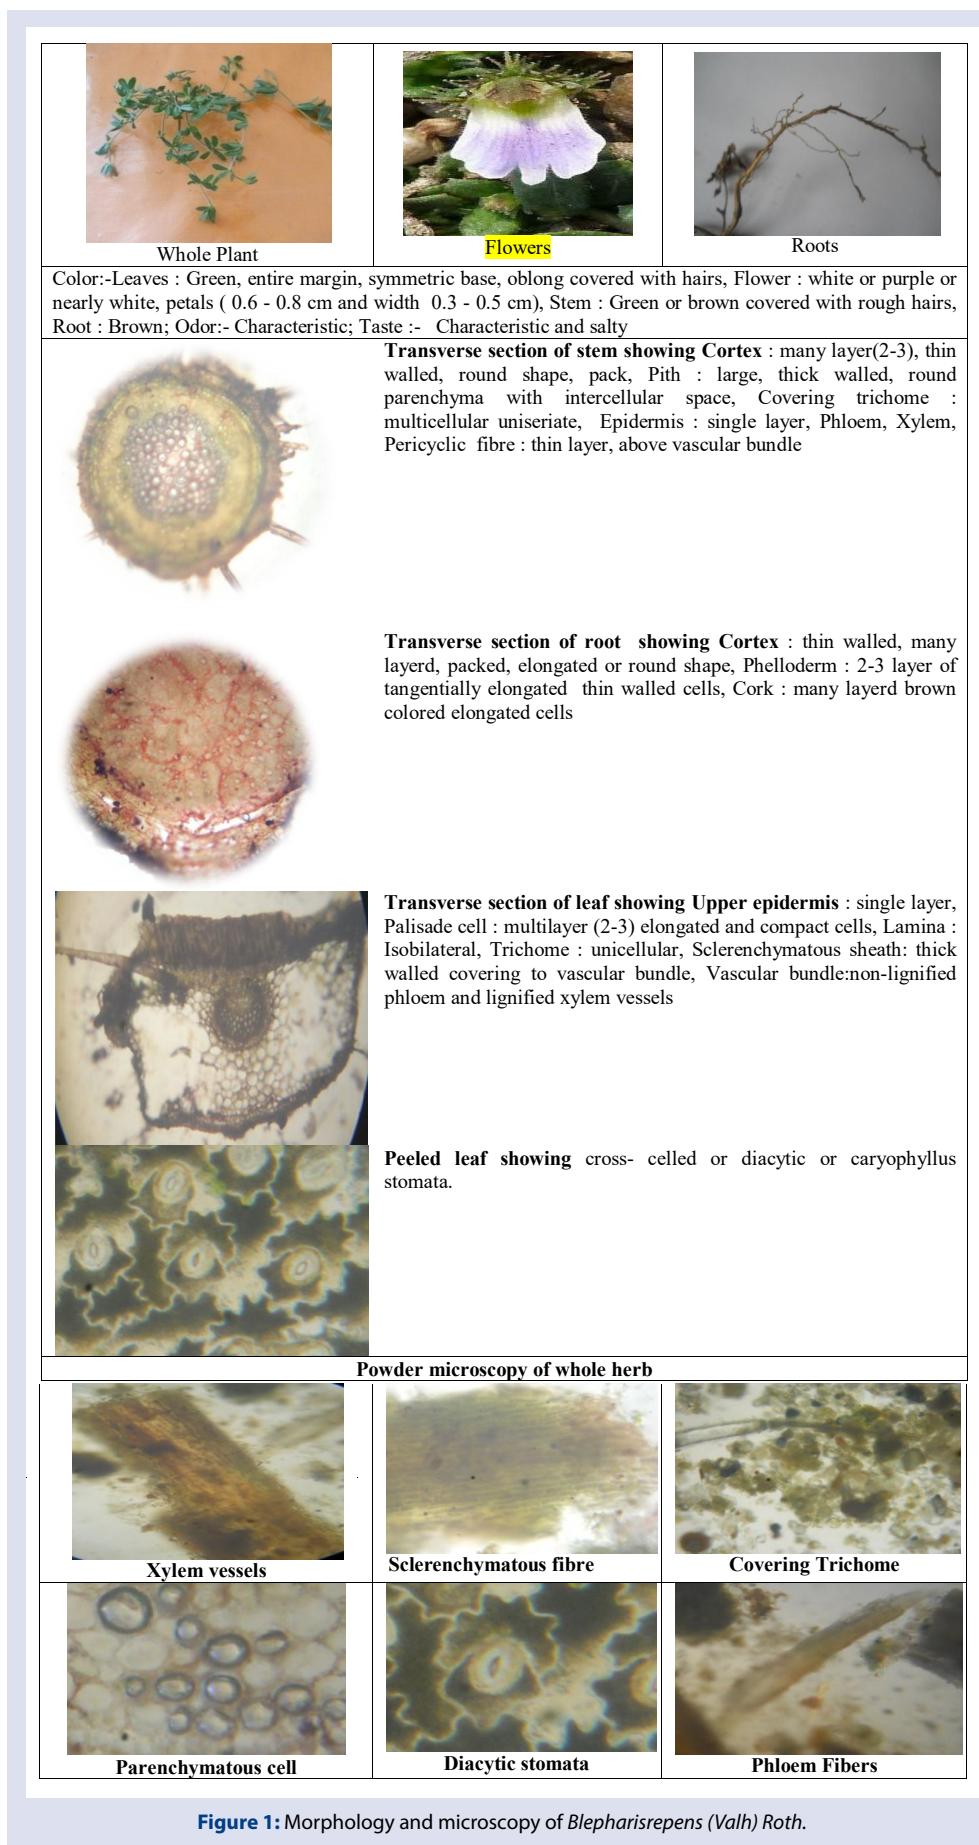 Whole Plant
Flowers
Roots
Color:-Leaves : Green, entire margin, symmetric base, oblong covered with hairs, Flower : white or purple or
nearly white, petals ( 0.6 - 0.8 cm and width 0.3 - 0.5 cm), Stem : Green or brown covered with rough hairs,
Root : Brown; Odor:- Characteristic; Taste :- Characteristic and salty
Transverse section of stem showing Cortex : many layer(2-3), thin
walled, round shape, pack, Pith : large, thick walled, round
parenchyma with intercellular space, Covering trichome :
multicellular uniseriate, Epidermis : single layer, Phloem, Xylem,
Pericyclic fibre : thin layer, above vascular bundle
Transverse section of root showing Cortex : thin walled, many
layerd, packed, elongated or round shape, Phelloderm : 2-3 layer of
tangentially elongated thin walled cells, Cork : many layerd brown
colored elongated cells
Transverse section of leaf showing Upper epidermis : single layer,
Palisade cell : multilayer (2-3) elongated and compact cells, Lamina :
Isobilateral, Trichome : unicellular, Sclerenchymatous sheath: thick
walled covering to vascular bundle, Vascular bundle:non-lignified
phloem and lignified xylem vessels
Peeled leaf showing cross- celled or diacytic or caryophyllus
stomata.
Powder microscopy of whole herb
Xylem vessels
Sclerenchymatous fibre
Covering Trichome
Parenchymatous cell
Diacytic stomata
Phloem Fibers
Figure 1: Morphology and microscopy of Blepharisrepens (Valh) Roth.